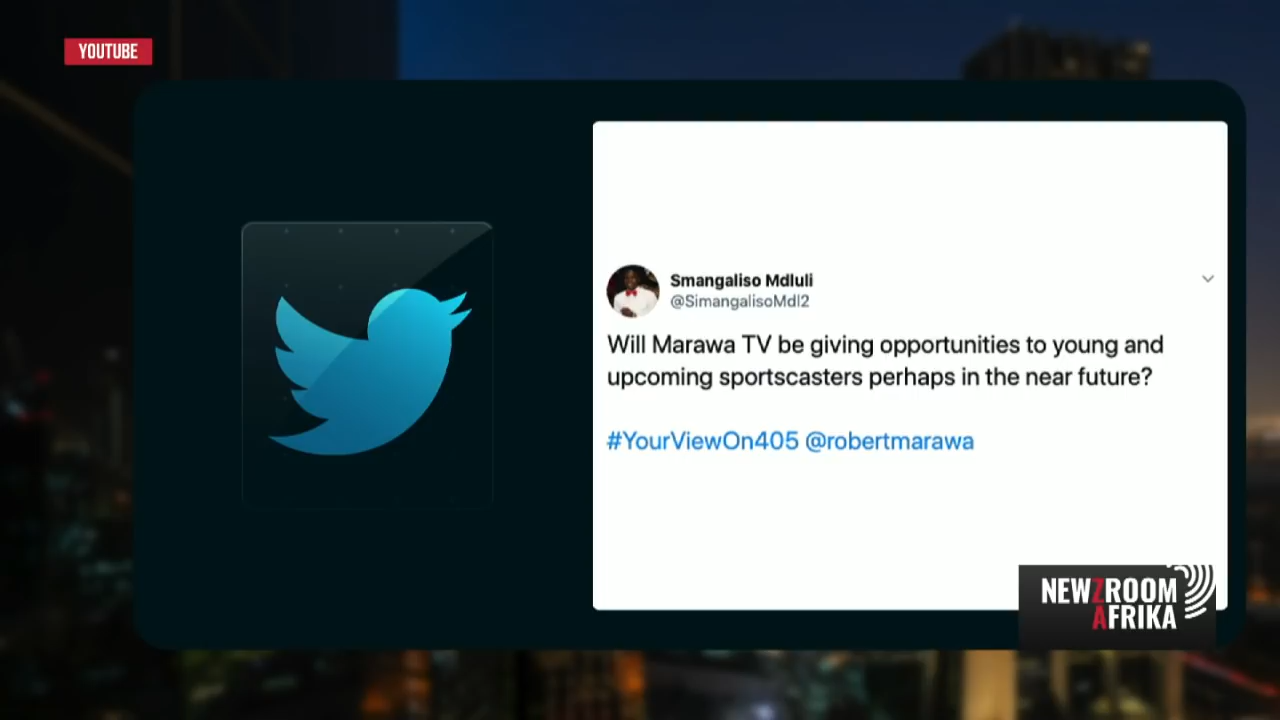 YOUTUBE
Smangaliso Mdluli
@SimangalisoMdl2
Will Marawa TV be giving opportunities to young and
upcoming sportscasters perhaps in the near future?
#YourViewOn405 @robertmarawa
NEWZROOM
AFRIKA